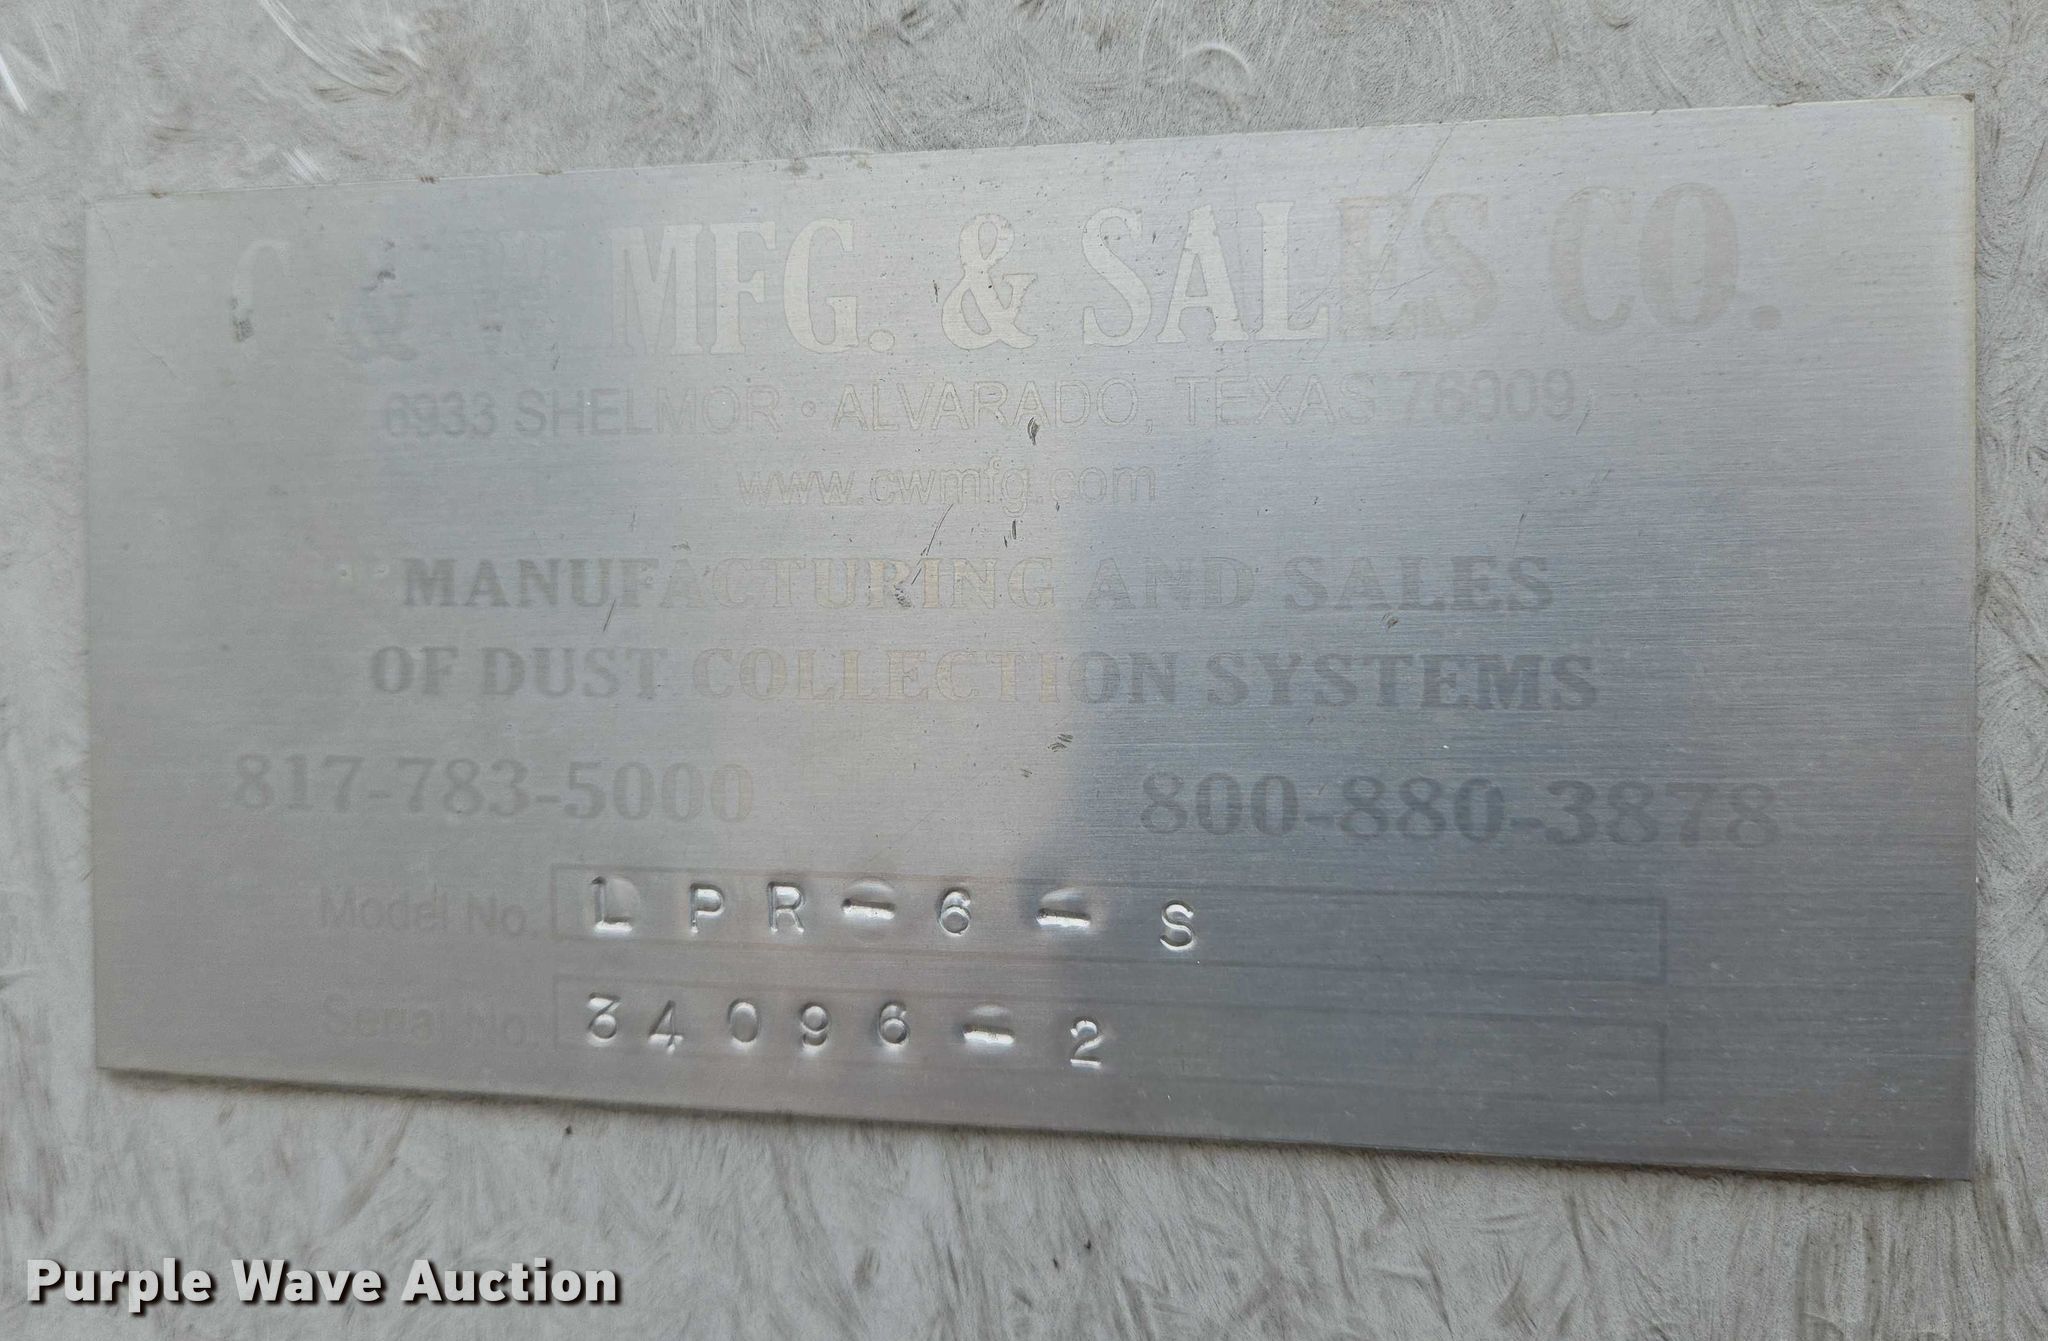 C & W MFG. & SALES CO.
6933 SHELMOR • ALVARADO, TEXAS 76009
www.cwmfg.com
MANUFACTURING AND SALES
OF DUST COLLECTION SYSTEMS
817-783-5000 800-880-3878
Model No. LPR-6-S
Serial No. 34096-2
Purple Wave Auction